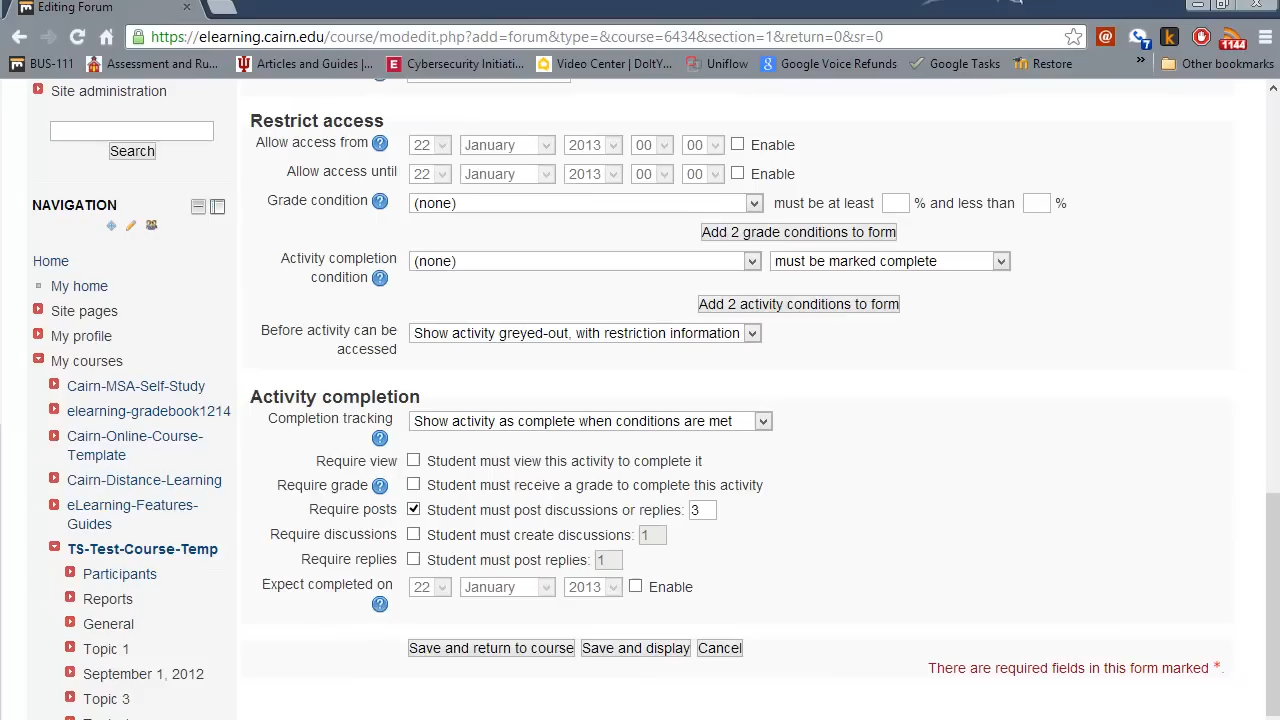 Editing Forum
https://elearning.cairn.edu/course/modedit.php?add=forum&type=&course=6434&section=1&return=0&sr=0
7
1144
BUS-111 Assessment and Ru... Articles and Guides |... Cybersecurity Initiati... Video Center [DoItY... Uniflow Google Voice Refunds Google Tasks Restore » Other bookmarks
Site administration
Search
NAVIGATION
Home
My home
Site pages
My profile
My courses
Cairn-MSA-Self-Study
elearning-gradebook1214
Cairn-Online-Course-
Template
Cairn-Distance-Learning
eLearning-Features-
Guides
TS-Test-Course-Temp
Participants
Reports
General
Topic 1
September 1, 2012
Topic 3
Restrict access
Allow access from 22 January 2013 00 00 Enable
Allow access until 22 January 2013 00 00 Enable
Grade condition (none) must be at least % and less than %
Add 2 grade conditions to form
Activity completion
condition (none) must be marked complete
Add 2 activity conditions to form
Before activity can be
accessed Show activity greyed-out, with restriction information
Activity completion
Completion tracking Show activity as complete when conditions are met
Require view Student must view this activity to complete it
Require grade Student must receive a grade to complete this activity
Require posts Student must post discussions or replies: 3
Require discussions Student must create discussions: 1
Require replies Student must post replies: 1
Expect completed on 22 January 2013 Enable
Save and return to course Save and display Cancel
There are required fields in this form marked *.